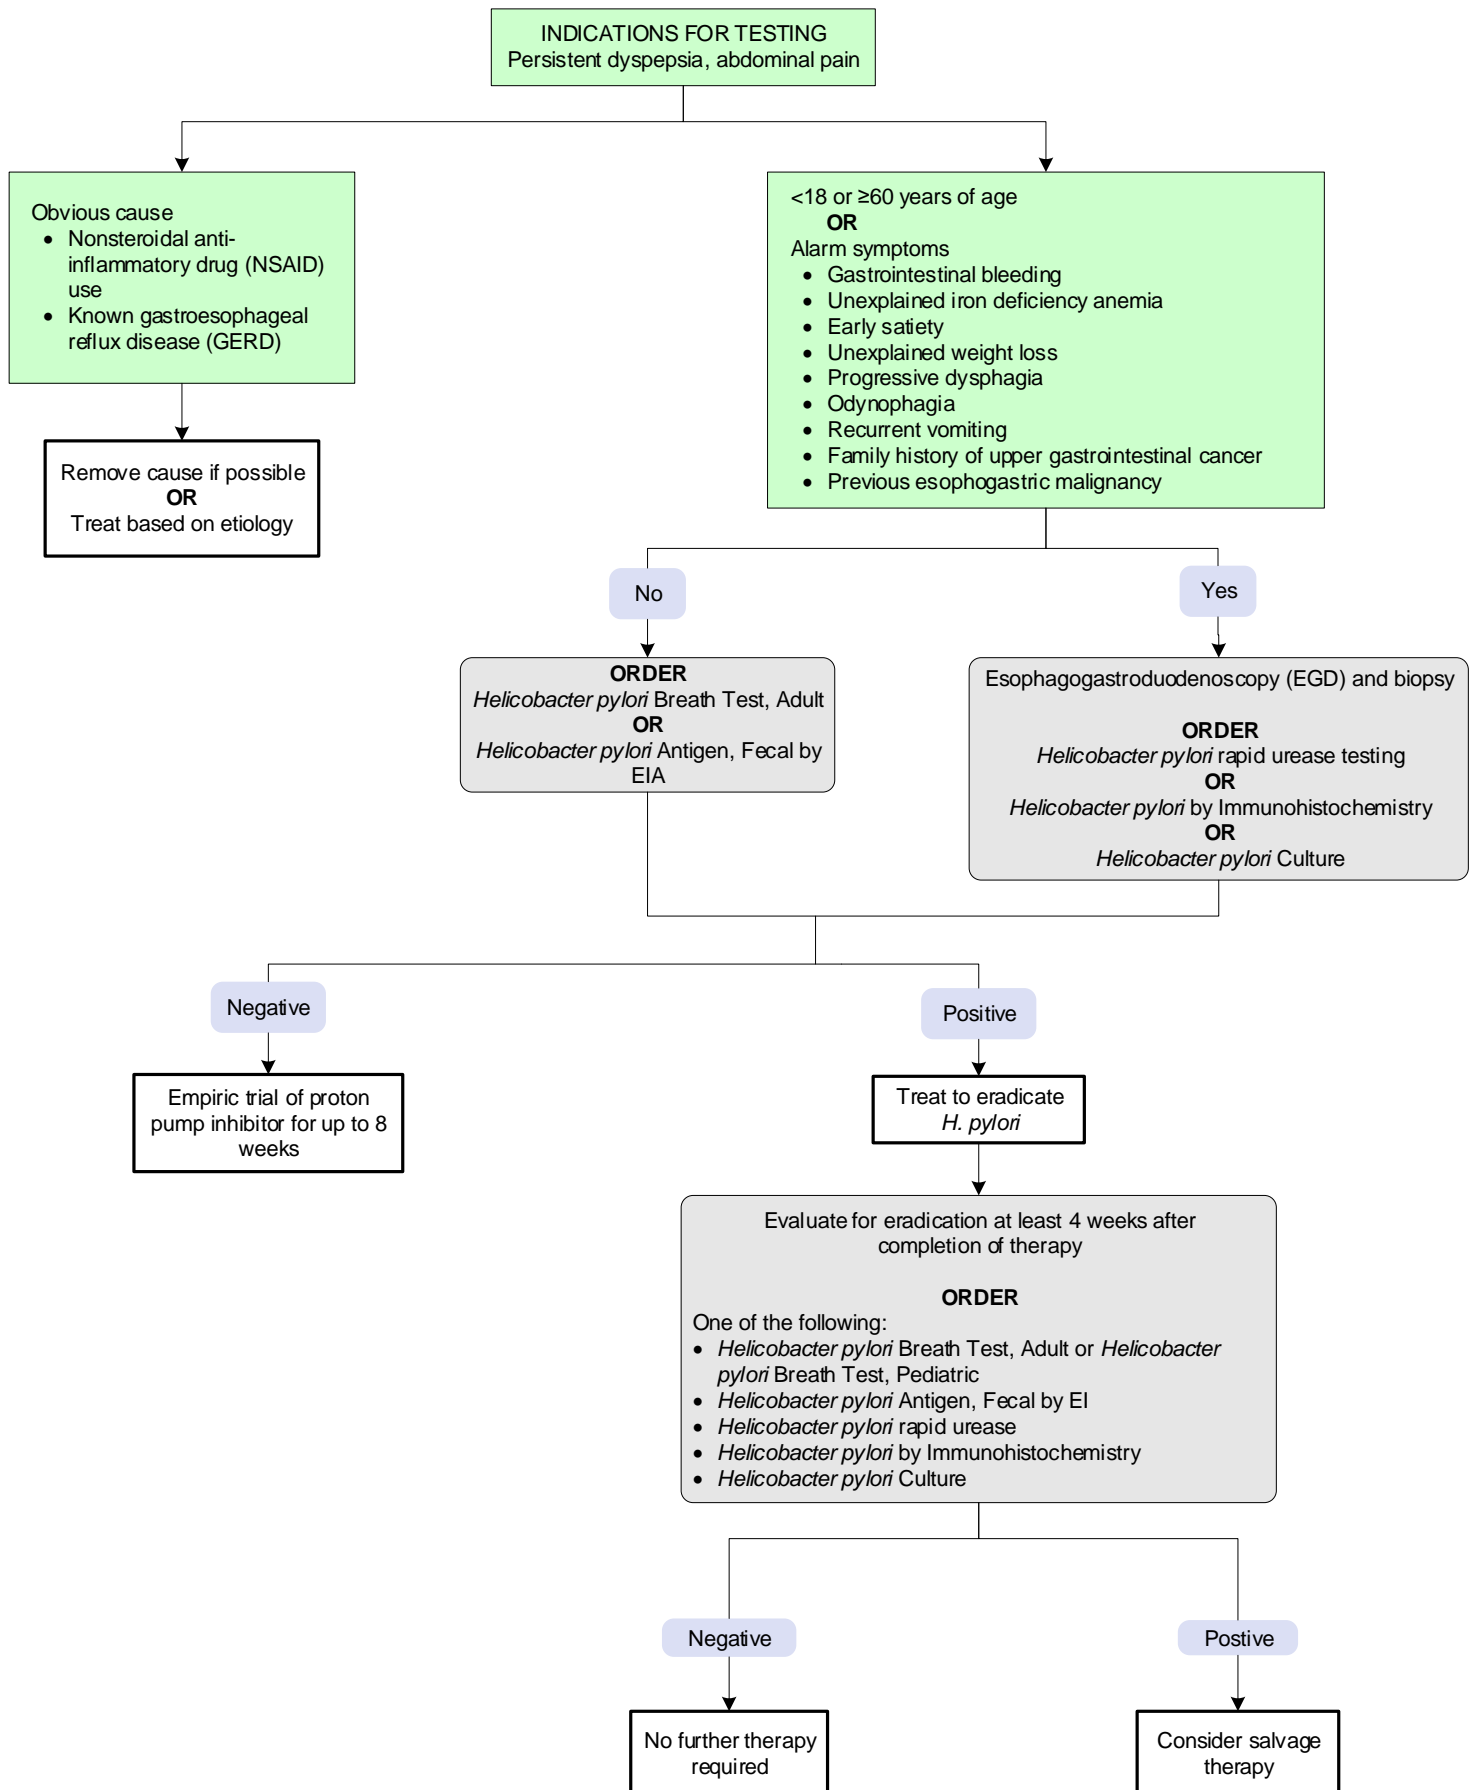 INDICATIONS FOR TESTING
Persistent dyspepsia, abdominal pain
Obvious cause
• Nonsteroidal anti-
inflammatory drug (NSAID)
use
• Known gastroesophageal
reflux disease (GERD)
Remove cause if possible
OR
Treat based on etiology
<18 or ≥60 years of age
OR
Alarm symptoms
• Gastrointestinal bleeding
• Unexplained iron deficiency anemia
• Early satiety
• Unexplained weight loss
• Progressive dysphagia
• Odynophagia
• Recurrent vomiting
• Family history of upper gastrointestinal cancer
• Previous esophogastric malignancy
No
Yes
ORDER
Helicobacter pylori Breath Test, Adult
OR
Helicobacter pylori Antigen, Fecal by
EIA
Esophagogastroduodenoscopy (EGD) and biopsy
ORDER
Helicobacter pylori rapid urease testing
OR
Helicobacter pylori by Immunohistochemistry
OR
Helicobacter pylori Culture
Negative
Positive
Empiric trial of proton
pump inhibitor for up to 8
weeks
Treat to eradicate
H. pylori
Evaluate for eradication at least 4 weeks after
completion of therapy
ORDER
One of the following:
• Helicobacter pylori Breath Test, Adult or Helicobacter
pylori Breath Test, Pediatric
• Helicobacter pylori Antigen, Fecal by EI
• Helicobacter pylori rapid urease
• Helicobacter pylori by Immunohistochemistry
• Helicobacter pylori Culture
Negative
Postive
No further therapy
required
Consider salvage
therapy